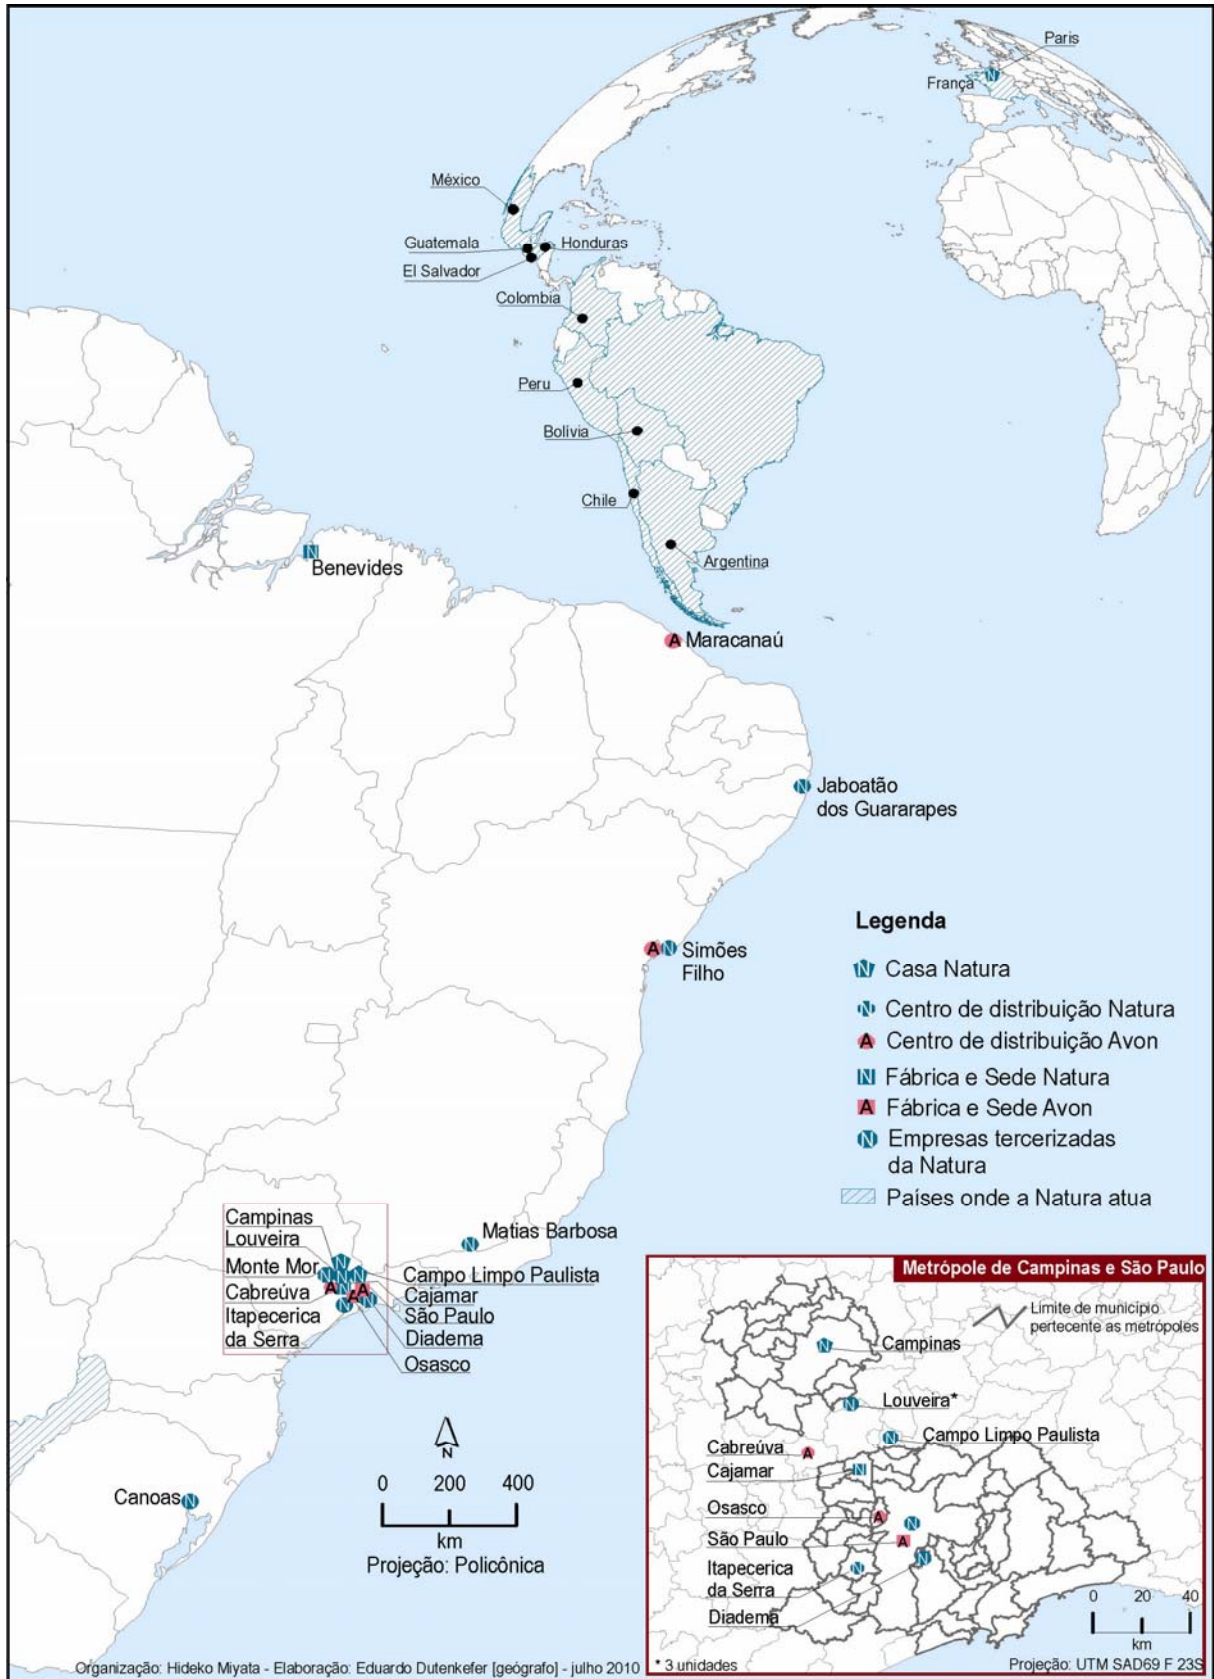 Paris
França
México
Guatemala
Honduras
El Salvador
Colombia
Peru
Bolívia
Chile
Argentina
N
Benevides
A Maracanaú
N Jaboatão
dos Guararapes
A N Simões
Filho
Legenda
N Casa Natura
N Centro de distribuição Natura
A Centro de distribuição Avon
N Fábrica e Sede Natura
A Fábrica e Sede Avon
N Empresas tercerizadas
da Natura
Países onde a Natura atua
Campinas
Louveira
Monte Mor
Cabreúva
Itapecerica
da Serra
Matias Barbosa
Campo Limpo Paulista
Cajamar
São Paulo
Diadema
Osasco
Canoas N
N
0 200 400
km
Projeção: Policônica
Metrópole de Campinas e São Paulo
Limite de município
pertecente as metrópoles
Campinas
Louveira*
Campo Limpo Paulista
Cabreúva
Cajamar
Osasco
São Paulo
Itapecerica
da Serra
Diadema
0 20 40
km
* 3 unidades
Projeção: UTM SAD69 F 23S
Organização: Hideko Miyata - Elaboração: Eduardo Dutenkefer [geógrafo] - julho 2010